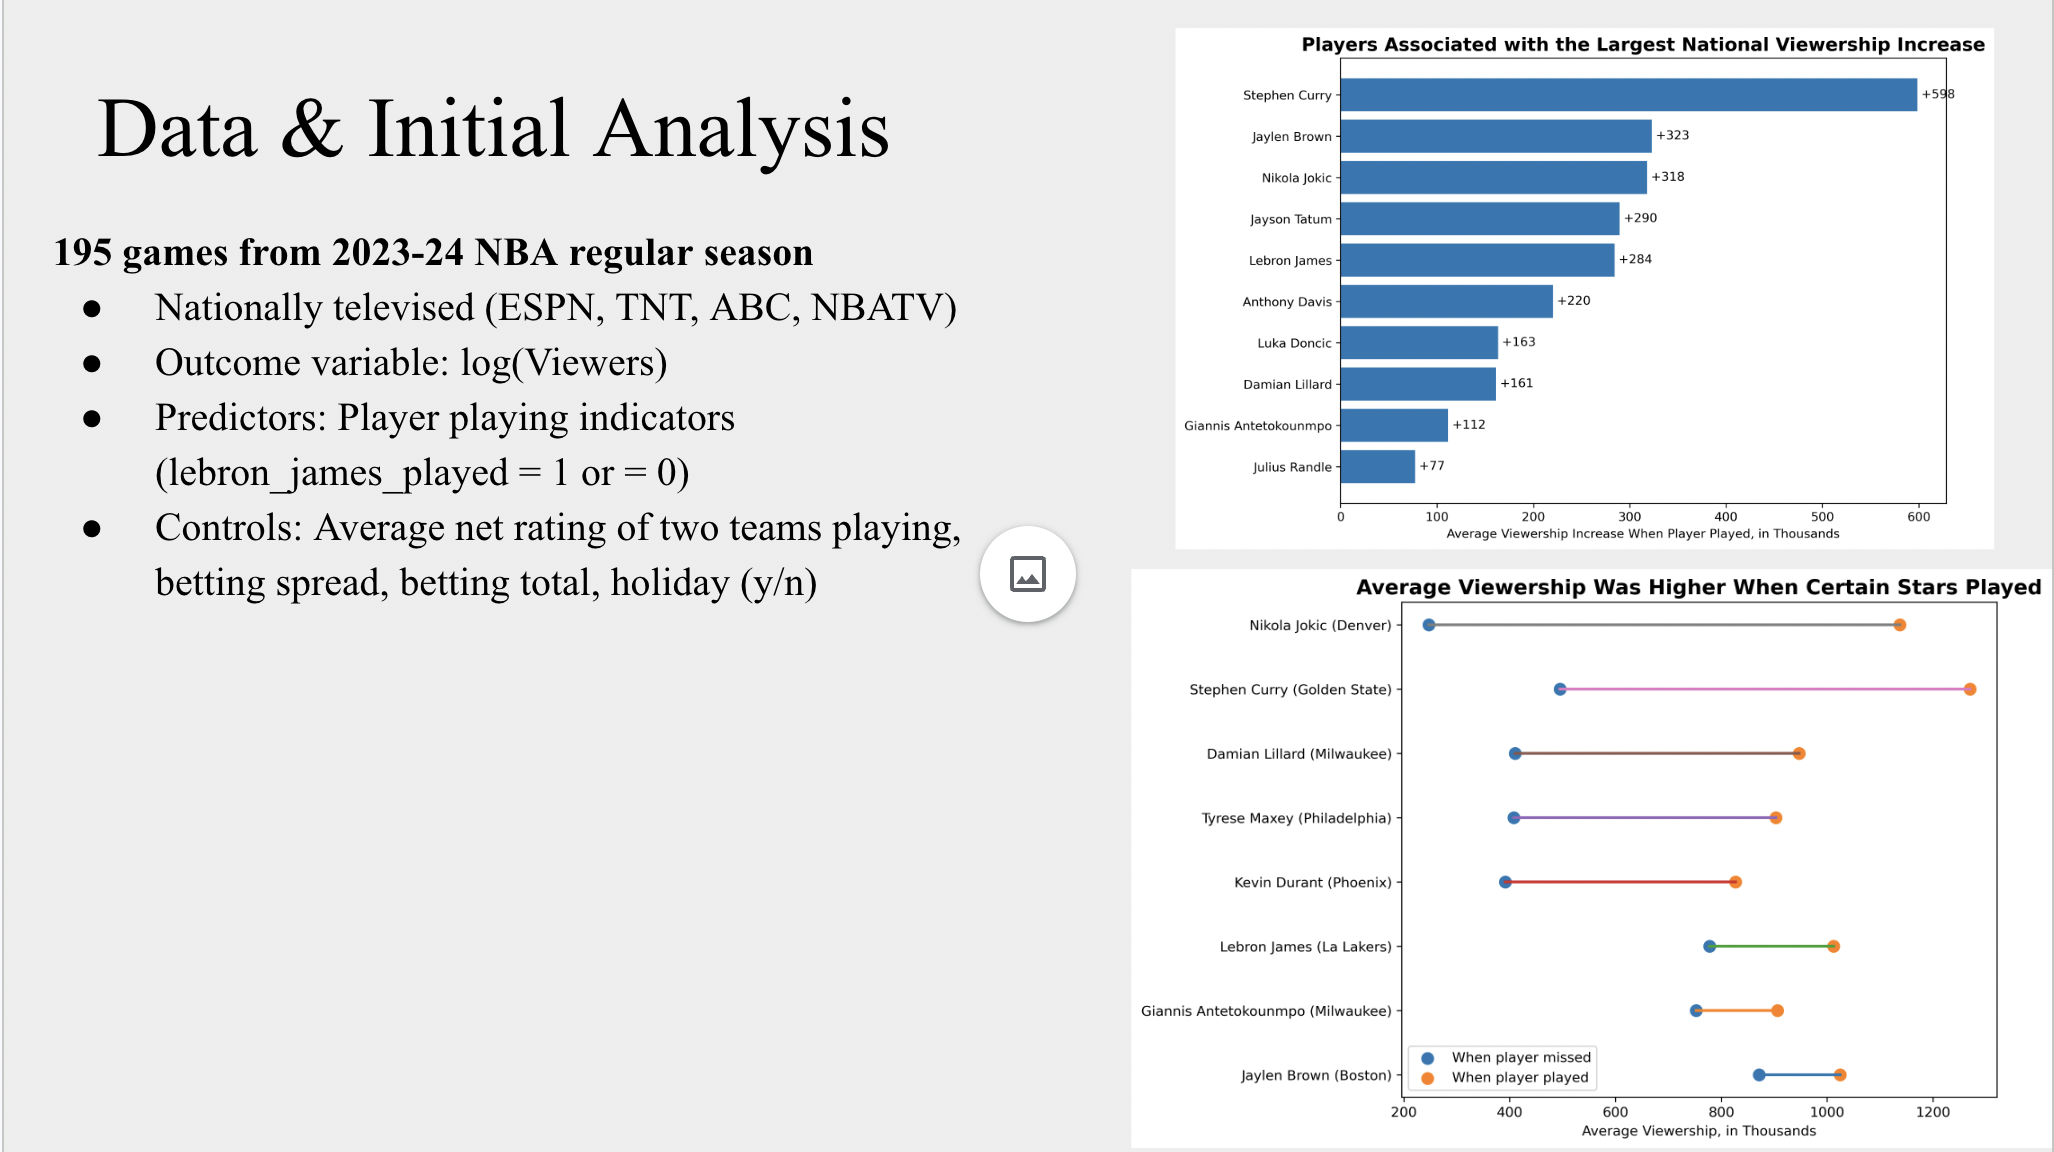 Data & Initial Analysis
195 games from 2023-24 NBA regular season
● Nationally televised (ESPN, TNT, ABC, NBATV)
● Outcome variable: log(Viewers)
● Predictors: Player playing indicators
(lebron_james_played = 1 or = 0)
● Controls: Average net rating of two teams playing,
betting spread, betting total, holiday (y/n)
Players Associated with the Largest National Viewership Increase
Stephen Curry +598
Jaylen Brown +323
Nikola Jokic +318
Jayson Tatum +290
Lebron James +284
Anthony Davis +220
Luka Doncic +163
Damian Lillard +161
Giannis Antetokounmpo +112
Julius Randle +77
0 100 200 300 400 500 600
Average Viewership Increase When Player Played, in Thousands
Average Viewership Was Higher When Certain Stars Played
Nikola Jokic (Denver)
Stephen Curry (Golden State)
Damian Lillard (Milwaukee)
Tyrese Maxey (Philadelphia)
Kevin Durant (Phoenix)
Lebron James (La Lakers)
Giannis Antetokounmpo (Milwaukee)
Jaylen Brown (Boston)
When player missed
When player played
200 400 600 800 1000 1200
Average Viewership, in Thousands